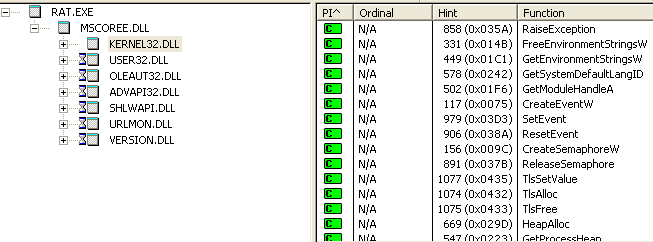 RAT.EXE
MSCOREE.DLL
KERNEL32.DLL
USER32.DLL
OLEAUT32.DLL
ADVAPI32.DLL
SHLWAPI.DLL
URLMON.DLL
VERSION.DLL
PI^ Ordinal Hint Function
C N/A 858 (0x035A) RaiseException
C N/A 331 (0x014B) FreeEnvironmentStringsW
C N/A 449 (0x01C1) GetEnvironmentStringsW
C N/A 578 (0x0242) GetSystemDefaultLangID
C N/A 502 (0x01F6) GetModuleHandleA
C N/A 117 (0x0075) CreateEventW
C N/A 979 (0x03D3) SetEvent
C N/A 906 (0x038A) ResetEvent
C N/A 156 (0x009C) CreateSemaphoreW
C N/A 891 (0x037B) ReleaseSemaphore
C N/A 1077 (0x0435) TlsSetValue
C N/A 1074 (0x0432) TlsAlloc
C N/A 1075 (0x0433) TlsFree
C N/A 669 (0x029D) HeapAlloc
C N/A 547 (0x0223) GetProcessHeap